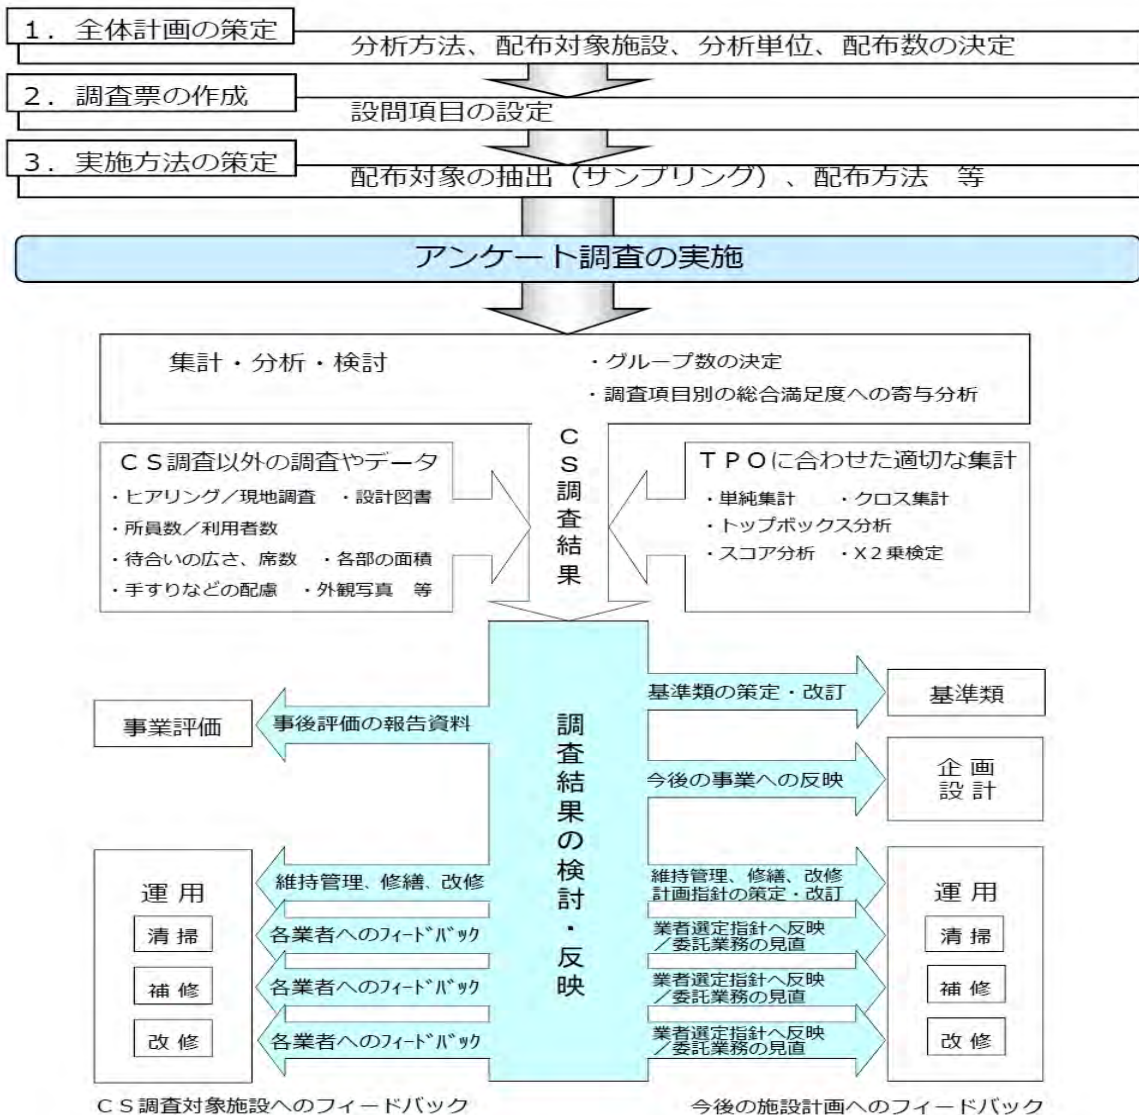 1．全体計画の策定
分析方法、配布対象施設、分析単位、配布数の決定
2．調査票の作成
設問項目の設定
3．実施方法の策定
配布対象の抽出（サンプリング）、配布方法　等
アンケート調査の実施
集計・分析・検討
・グループ数の決定
・調査項目別の総合満足度への寄与分析
ＣＳ調査結果
ＣＳ調査以外の調査やデータ
・ヒアリング／現地調査　・設計図書
・所員数／利用者数
・待合いの広さ、席数　・各部の面積
・手すりなどの配慮　・外観写真　等
ＴＰＯに合わせた適切な集計
・単純集計　・クロス集計
・トップボックス分析
・スコア分析　・X２乗検定
調査結果の検討・反映
事業評価
事後評価の報告資料
基準類の策定・改訂
基準類
今後の事業への反映
企画
設計
運用
清掃
補修
改修
維持管理、修繕、改修
各業者へのﾌｨｰﾄﾞﾊﾞｯｸ
各業者へのﾌｨｰﾄﾞﾊﾞｯｸ
各業者へのﾌｨｰﾄﾞﾊﾞｯｸ
維持管理、修繕、改修
計画指針の策定・改訂
業者選定指針へ反映
／委託業務の見直
業者選定指針へ反映
／委託業務の見直
業者選定指針へ反映
／委託業務の見直
運用
清掃
補修
改修
ＣＳ調査対象施設へのフィードバック
今後の施設計画へのフィードバック